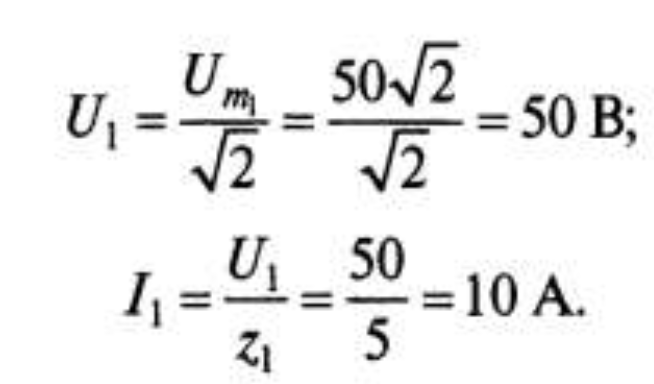 U₁ = U_{m₁}/√2 = 50√2/√2 = 50 В;
I₁ = U₁/z₁ = 50/5 = 10 А.